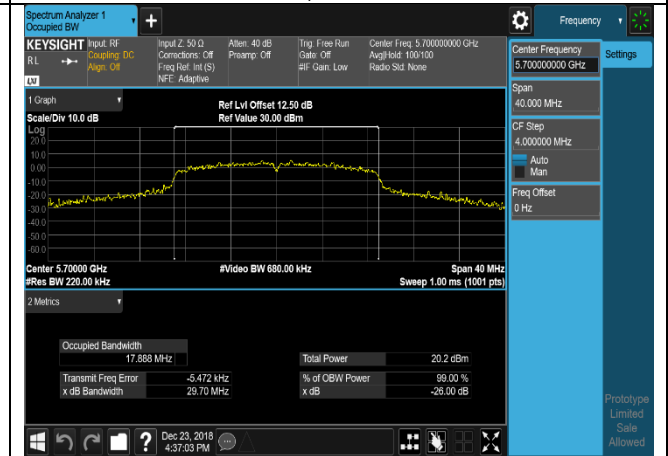 Spectrum Analyzer 1
Occupied BW
+
Frequency
KEYSIGHT
R L
LXI
Input: RF
Coupling: DC
Align: Off
Input Z: 50 Ω
Corrections: Off
Freq Ref: Int (S)
NFE: Adaptive
Atten: 40 dB
Preamp: Off
Trig: Free Run
Gate: Off
#IF Gain: Low
Center Freq: 5.700000000 GHz
Avg|Hold: 100/100
Radio Std: None
Center Frequency
5.700000000 GHz
Settings
Span
40.000 MHz
CF Step
4.000000 MHz
Auto
Man
Freq Offset
0 Hz
1 Graph
Scale/Div 10.0 dB
Ref Lvl Offset 12.50 dB
Ref Value 30.00 dBm
Log
20.0
10.0
0.00
-10.0
-20.0
-30.0
-40.0
-50.0
-60.0
Center 5.70000 GHz
#Res BW 220.00 kHz
#Video BW 680.00 kHz
Span 40 MHz
Sweep 1.00 ms (1001 pts)
2 Metrics
Occupied Bandwidth
17.888 MHz
Total Power 20.2 dBm
Transmit Freq Error -5.472 kHz
% of OBW Power 99.00 %
x dB Bandwidth 29.70 MHz
x dB -26.00 dB
Prototype
Limited
Sale
Allowed
?
Dec 23, 2018
4:37:03 PM